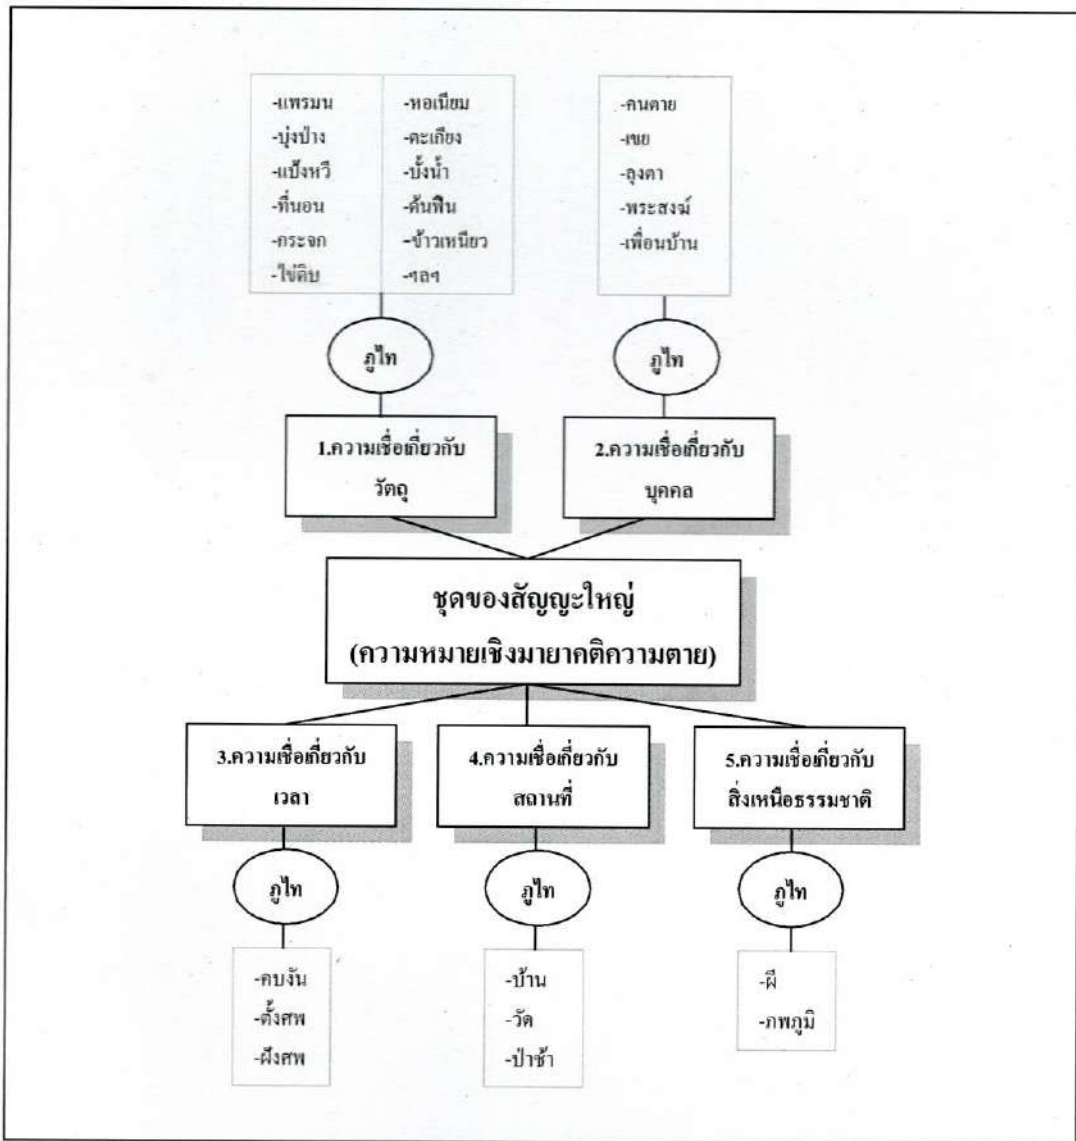 -แพรมน
-บุ่งป่าง
-แป้งหวี
-ที่นอน
-กระจก
-ไข่ดิบ
-หอเนียม
-ตะเกียง
-บั้งน้ำ
-ด้นฟืน
-ข้าวเหนียว
-ฯลฯ
-คนตาย
-เขย
-ลุงตา
-พระสงฆ์
-เพื่อนบ้าน
ภูไท
ภูไท
1.ความเชื่อเกี่ยวกับ
วัตถุ
2.ความเชื่อเกี่ยวกับ
บุคคล
ชุดของสัญญะใหญ่
(ความหมายเชิงมายาคติความตาย)
3.ความเชื่อเกี่ยวกับ
เวลา
4.ความเชื่อเกี่ยวกับ
สถานที่
5.ความเชื่อเกี่ยวกับ
สิ่งเหนือธรรมชาติ
ภูไท
ภูไท
ภูไท
-คบงัน
-ตั้งศพ
-ฝังศพ
-บ้าน
-วัด
-ป่าช้า
-ผี
-ภพภูมิ